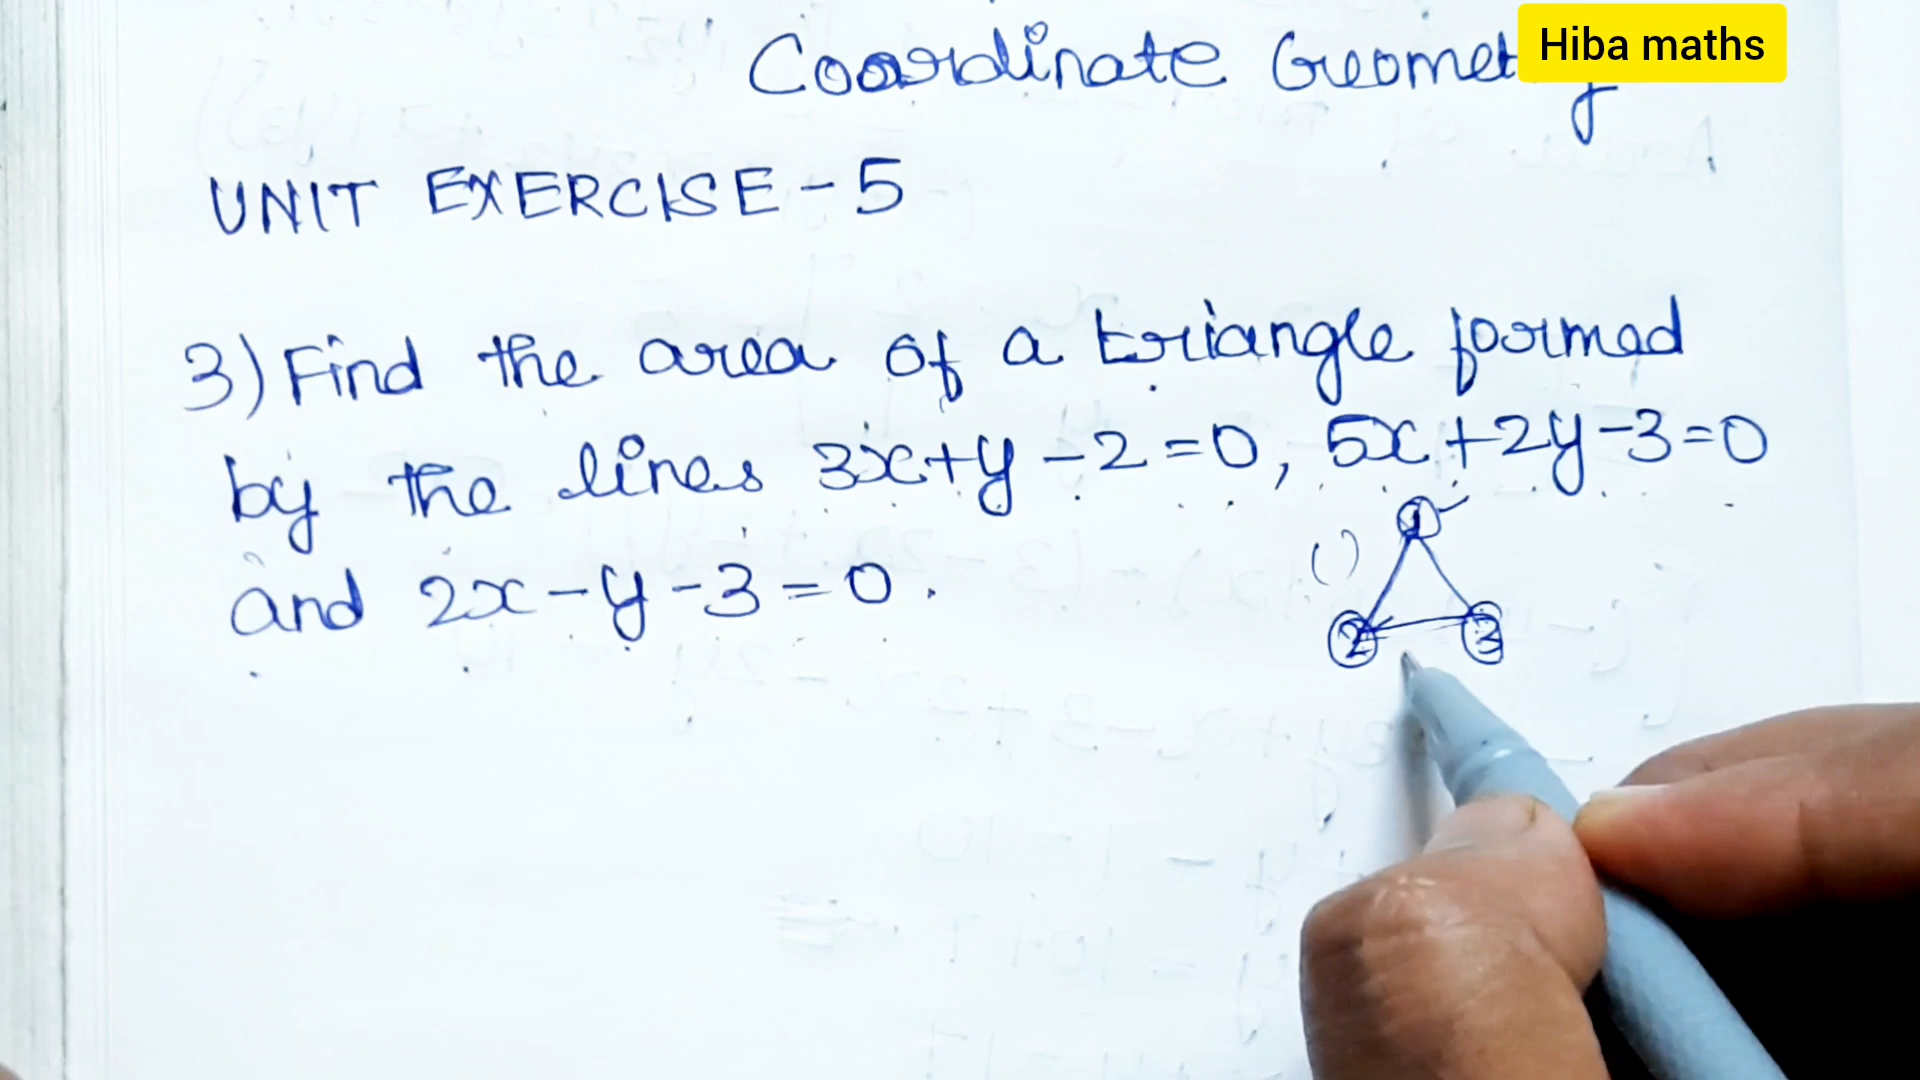 Coordinate Geomet y
Hiba maths
UNIT EXERCISE - 5
3) Find the area of a triangle formed
by the lines 3x+y-2=0, 5x+2y-3=0
and 2x-y-3=0.
1
( )
2 3